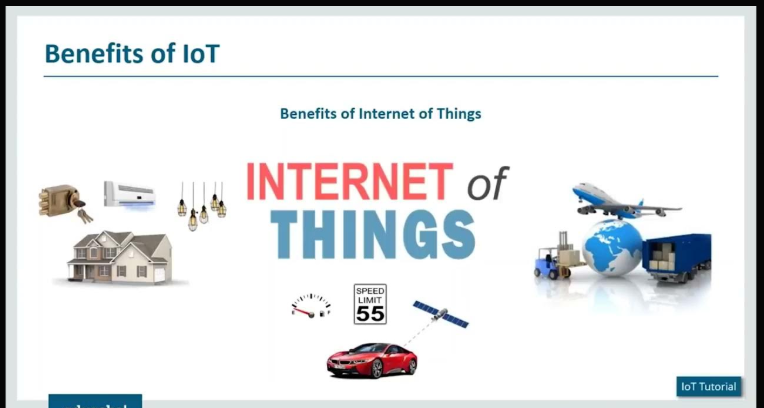 Benefits of IoT
Benefits of Internet of Things
INTERNET of
THINGS
SPEED
LIMIT
55
IoT Tutorial